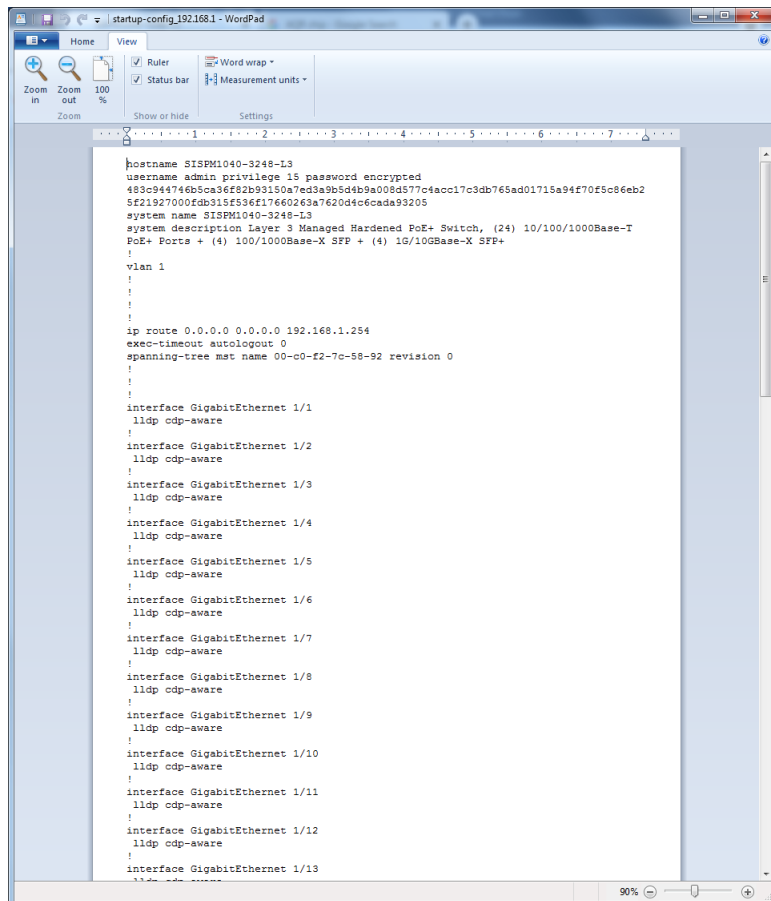 startup-config_192.168.1 - WordPad
Home View
Zoom in
Zoom out
100 %
Ruler
Status bar
Word wrap
Measurement units
Zoom
Show or hide
Settings
1 2 3 4 5 6 7
hostname SISPM1040-3248-L3
username admin privilege 15 password encrypted
483c944746b5ca36f82b93150a7ed3a9b5d4b9a008d577c4acc17c3db765ad01715a94f70f5c86eb2
5f21927000fdb315f536f17660263a7620d4c6cada93205
system name SISPM1040-3248-L3
system description Layer 3 Managed Hardened PoE+ Switch, (24) 10/100/1000Base-T
PoE+ Ports + (4) 100/1000Base-X SFP + (4) 1G/10GBase-X SFP+
!
vlan 1
!
!
!
!
ip route 0.0.0.0 0.0.0.0 192.168.1.254
exec-timeout autologout 0
spanning-tree mst name 00-c0-f2-7c-58-92 revision 0
!
!
!
interface GigabitEthernet 1/1
lldp cdp-aware
!
interface GigabitEthernet 1/2
lldp cdp-aware
!
interface GigabitEthernet 1/3
lldp cdp-aware
!
interface GigabitEthernet 1/4
lldp cdp-aware
!
interface GigabitEthernet 1/5
lldp cdp-aware
!
interface GigabitEthernet 1/6
lldp cdp-aware
!
interface GigabitEthernet 1/7
lldp cdp-aware
!
interface GigabitEthernet 1/8
lldp cdp-aware
!
interface GigabitEthernet 1/9
lldp cdp-aware
!
interface GigabitEthernet 1/10
lldp cdp-aware
!
interface GigabitEthernet 1/11
lldp cdp-aware
!
interface GigabitEthernet 1/12
lldp cdp-aware
!
interface GigabitEthernet 1/13
90%